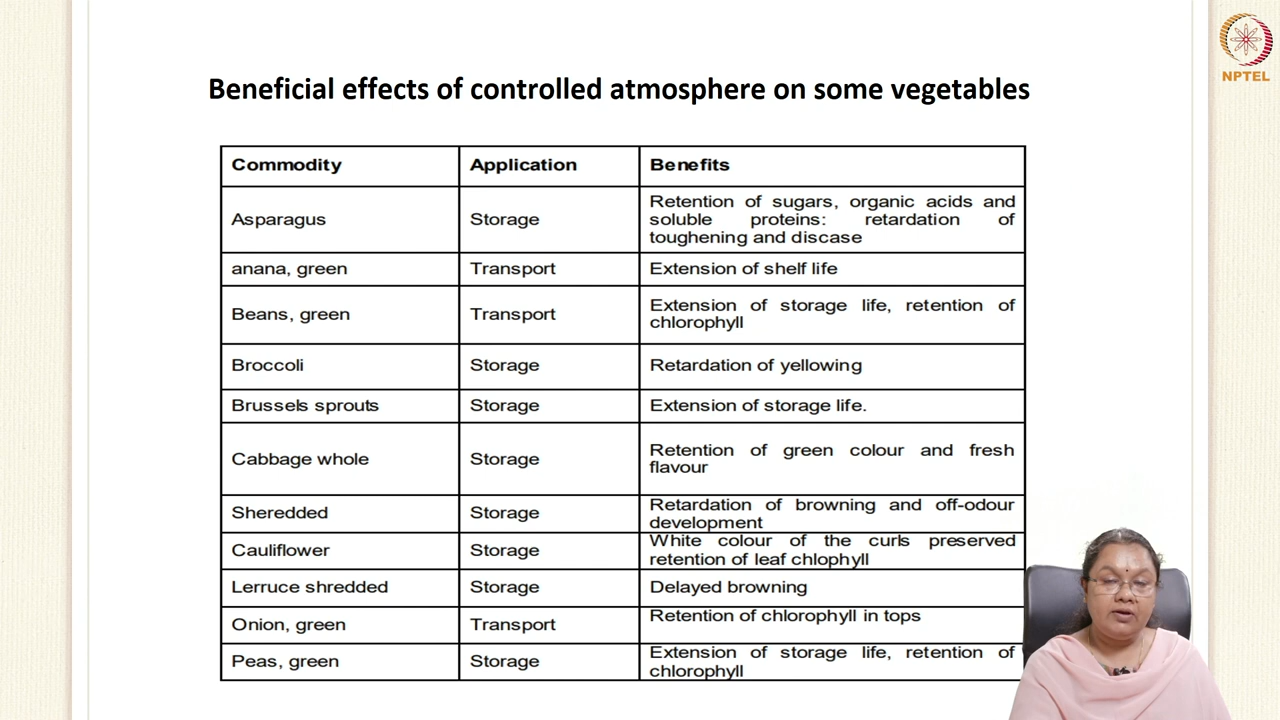 NPTEL
Beneficial effects of controlled atmosphere on some vegetables
Commodity Application Benefits
Asparagus Storage Retention of sugars, organic acids and
soluble proteins: retardation of
toughening and discase
anana, green Transport Extension of shelf life
Beans, green Transport Extension of storage life, retention of
chlorophyll
Broccoli Storage Retardation of yellowing
Brussels sprouts Storage Extension of storage life.
Cabbage whole Storage Retention of green colour and fresh
flavour
Sheredded Storage Retardation of browning and off-odour
development
Cauliflower Storage White colour of the curls preserved
retention of leaf chlophyll
Lerruce shredded Storage Delayed browning
Onion, green Transport Retention of chlorophyll in tops
Peas, green Storage Extension of storage life, retention of
chlorophyll